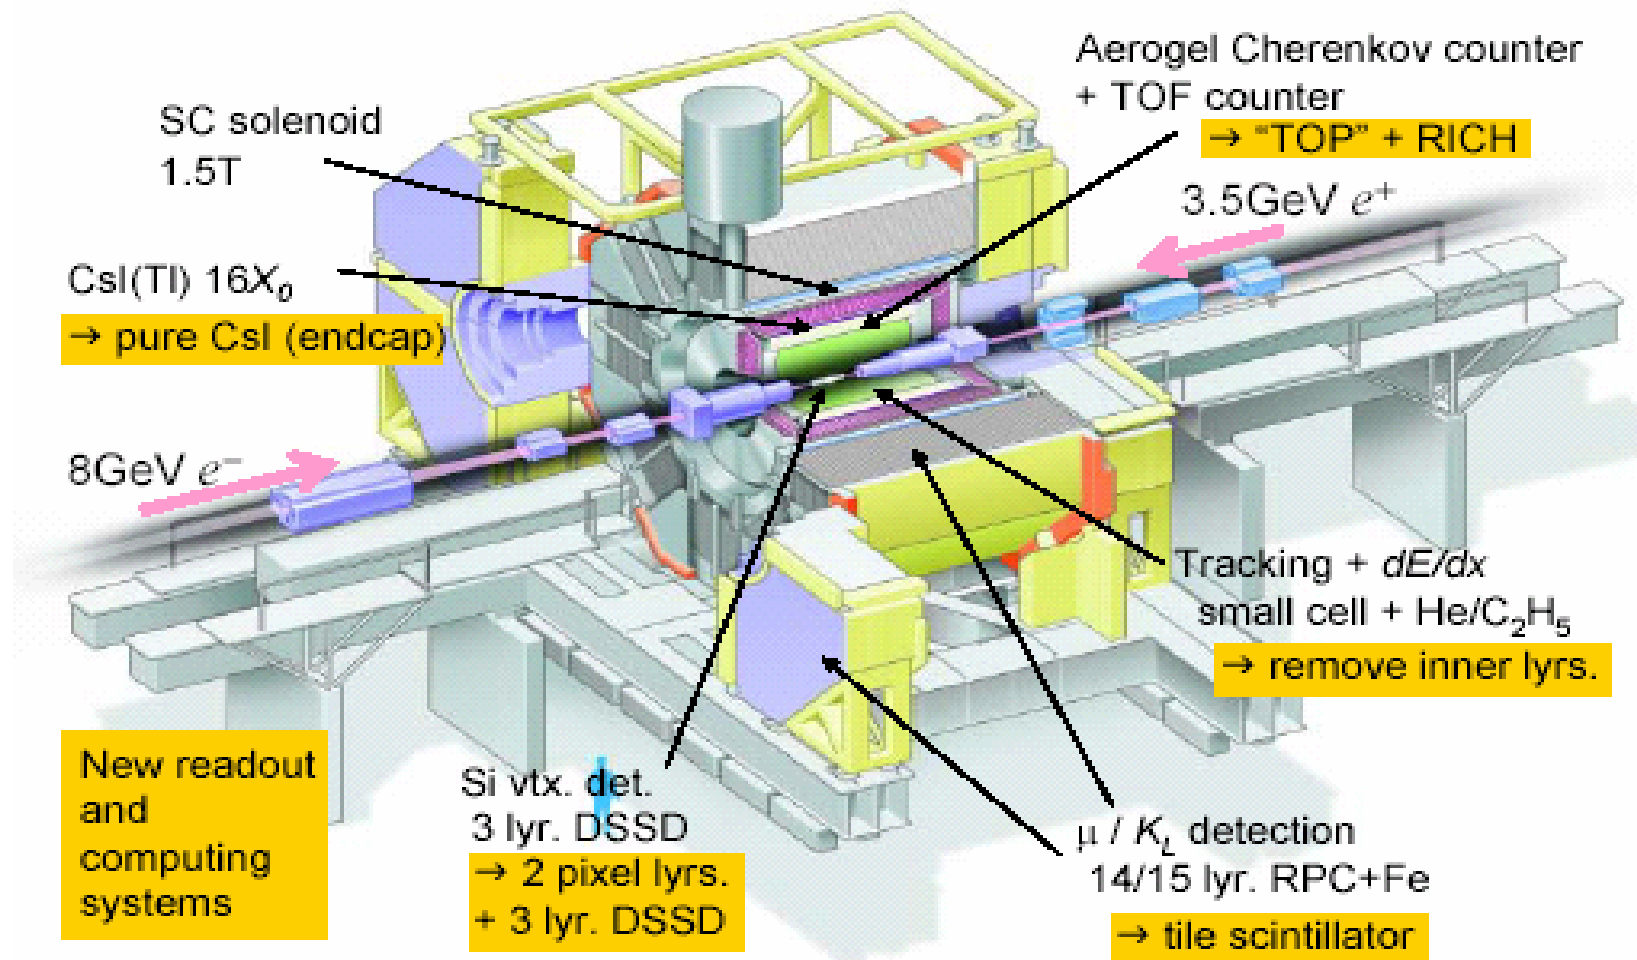 Aerogel Cherenkov counter
+ TOF counter
→ “TOP” + RICH
SC solenoid
1.5T
3.5GeV e⁺
CsI(Tl) 16X₀
→ pure CsI (endcap)
8GeV e⁻
Tracking + dE/dx
small cell + He/C₂H₅
→ remove inner lyrs.
New readout
and
computing
systems
Si vtx. det.
3 lyr. DSSD
→ 2 pixel lyrs.
+ 3 lyr. DSSD
μ / K_L detection
14/15 lyr. RPC+Fe
→ tile scintillator